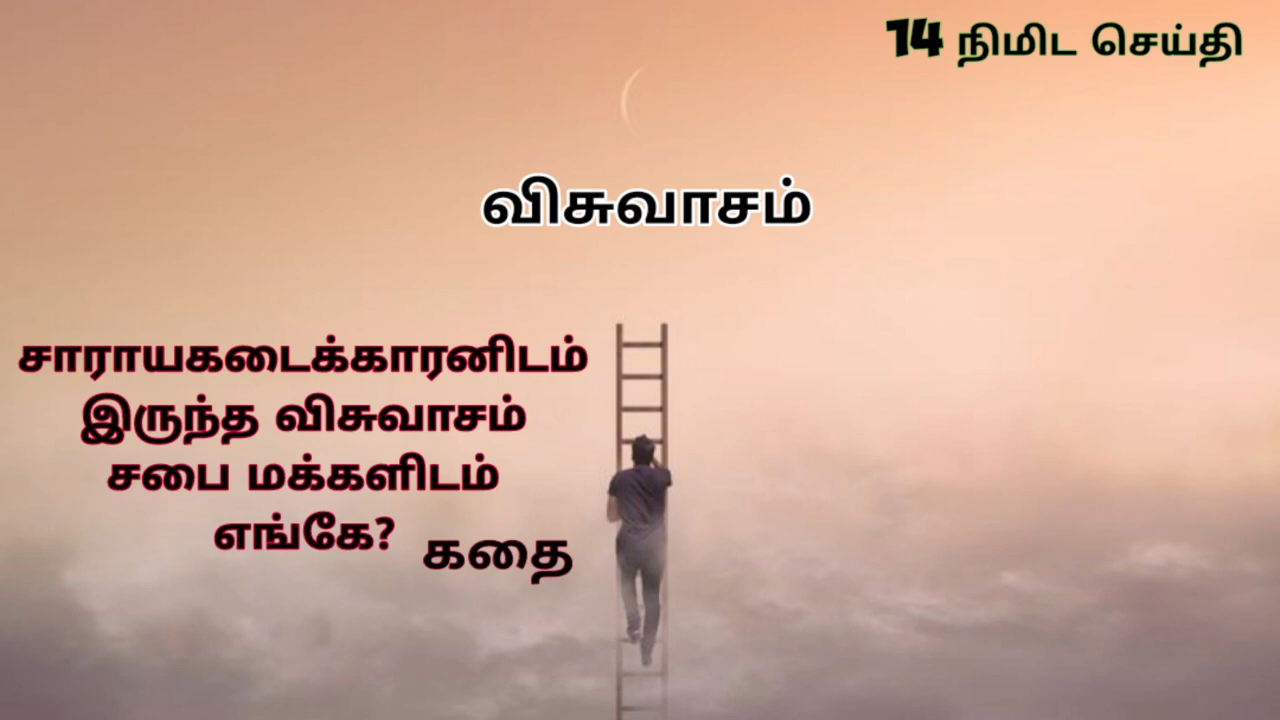 14 நிமிட செய்தி
விசுவாசம்
சாராயகடைக்காரனிடம்
இருந்த விசுவாசம்
சபை மக்களிடம்
எங்கே?
கதை